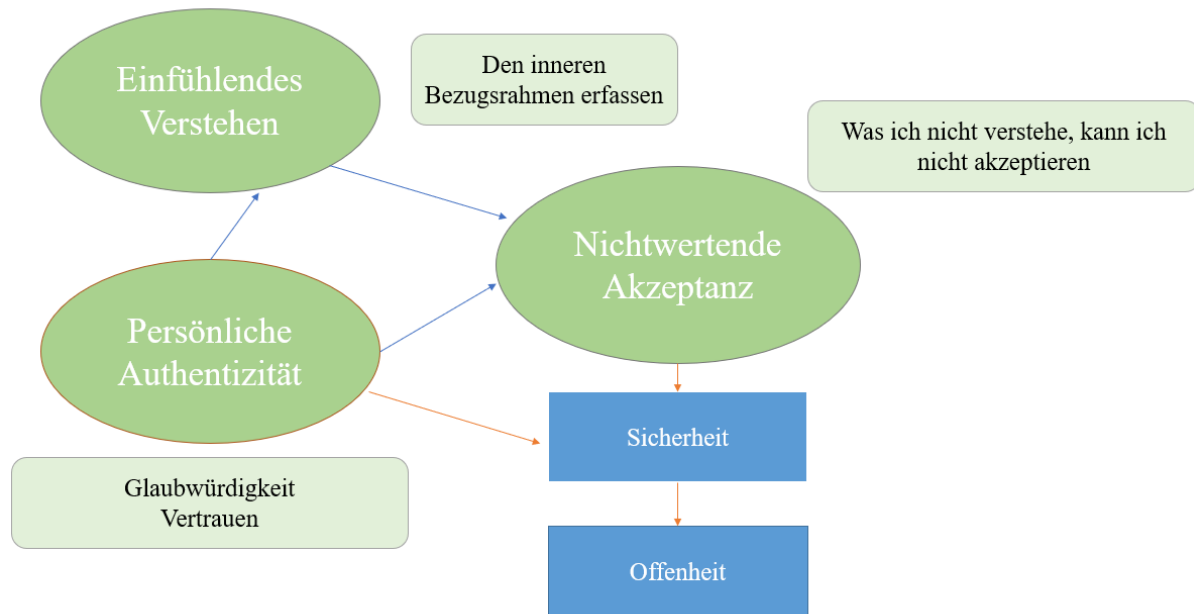 Einfühlendes
Verstehen
Den inneren
Bezugsrahmen erfassen
Was ich nicht verstehe, kann ich
nicht akzeptieren
Nichtwertende
Akzeptanz
Persönliche
Authentizität
Sicherheit
Glaubwürdigkeit
Vertrauen
Offenheit